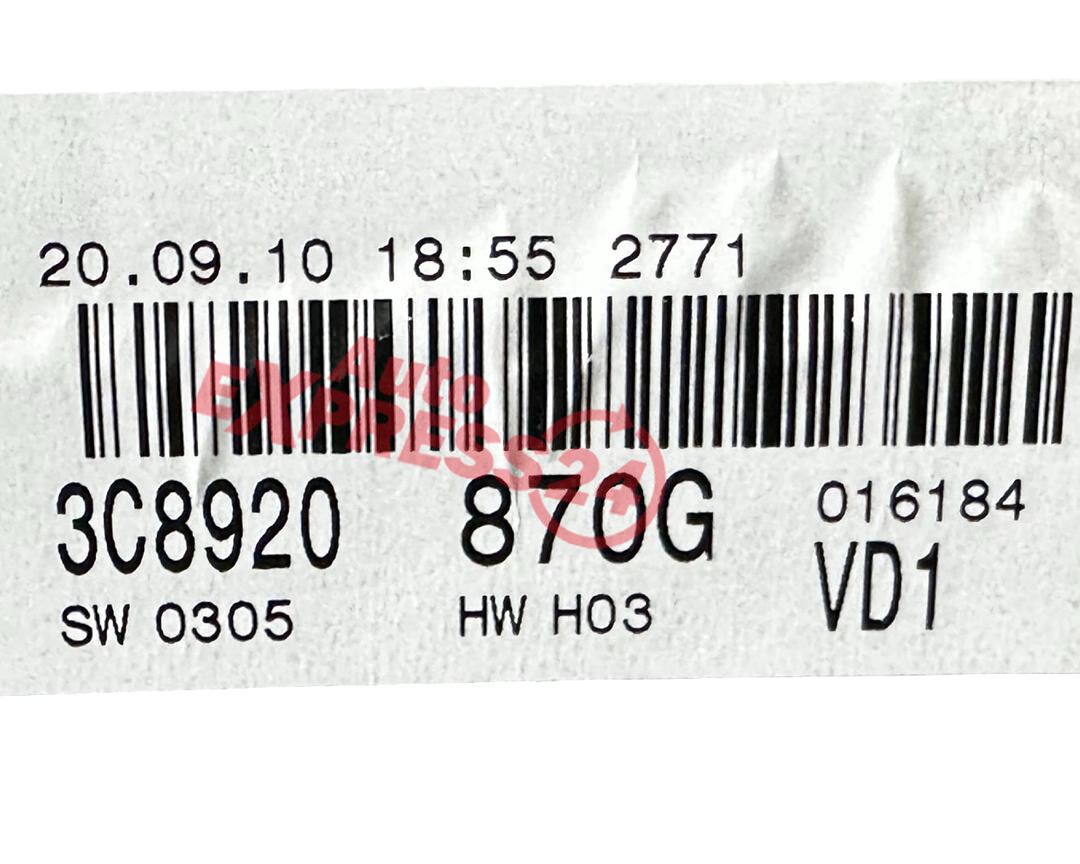 20.09.10 18:55 2771
Auto
EXPRESS24
3C8920 870G 016184
VD1
SW 0305 HW H03